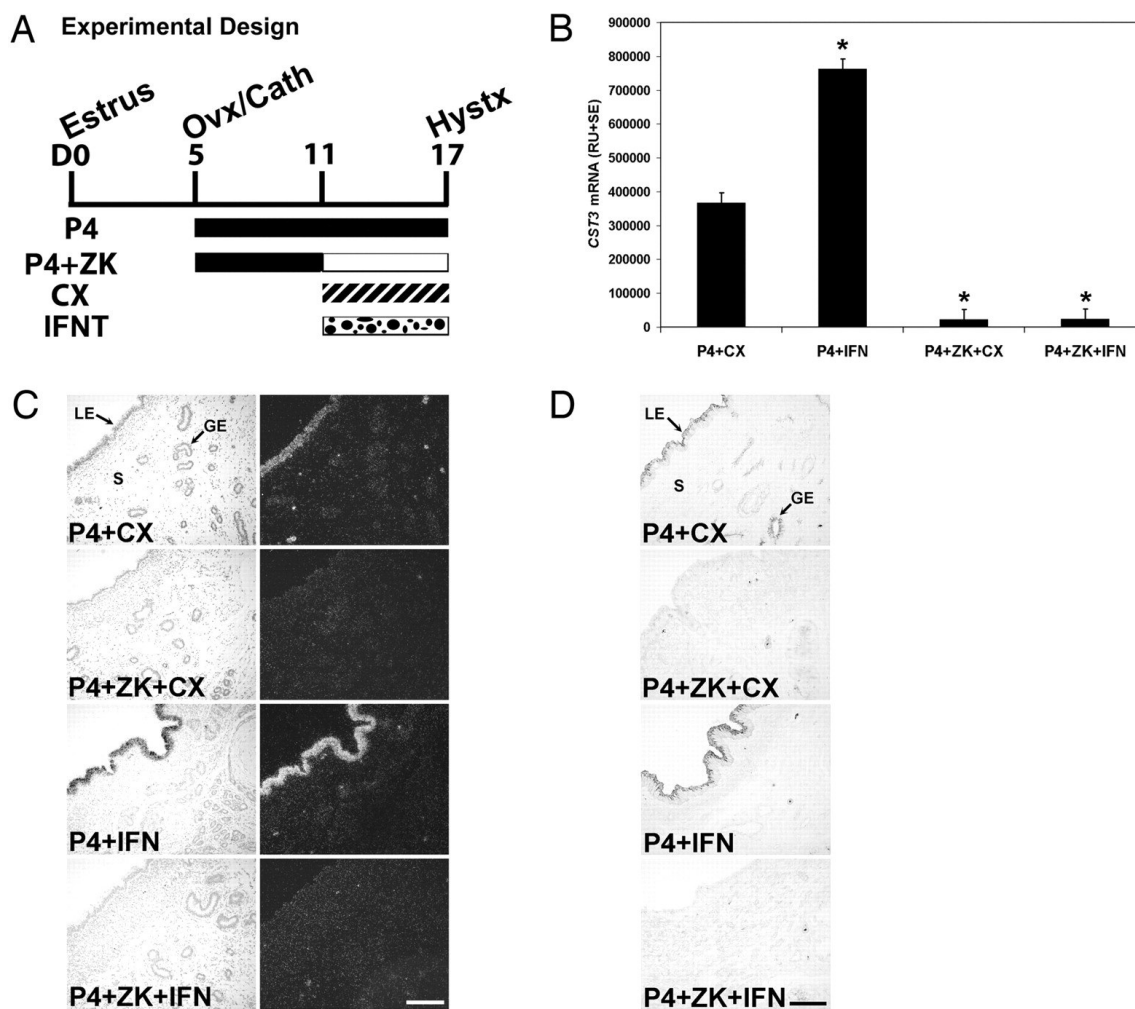 A Experimental Design
Estrus Ovx/Cath Hystx
D0 5 11 17
P4
P4+ZK
CX
IFNT
B
CST3 mRNA (RU+SE)
900000
800000
700000
600000
500000
400000
300000
200000
100000
0
*
*
*
P4+CX P4+IFN P4+ZK+CX P4+ZK+IFN
C
LE
GE
S
P4+CX
P4+ZK+CX
P4+IFN
P4+ZK+IFN
D
LE
S
GE
P4+CX
P4+ZK+CX
P4+IFN
P4+ZK+IFN